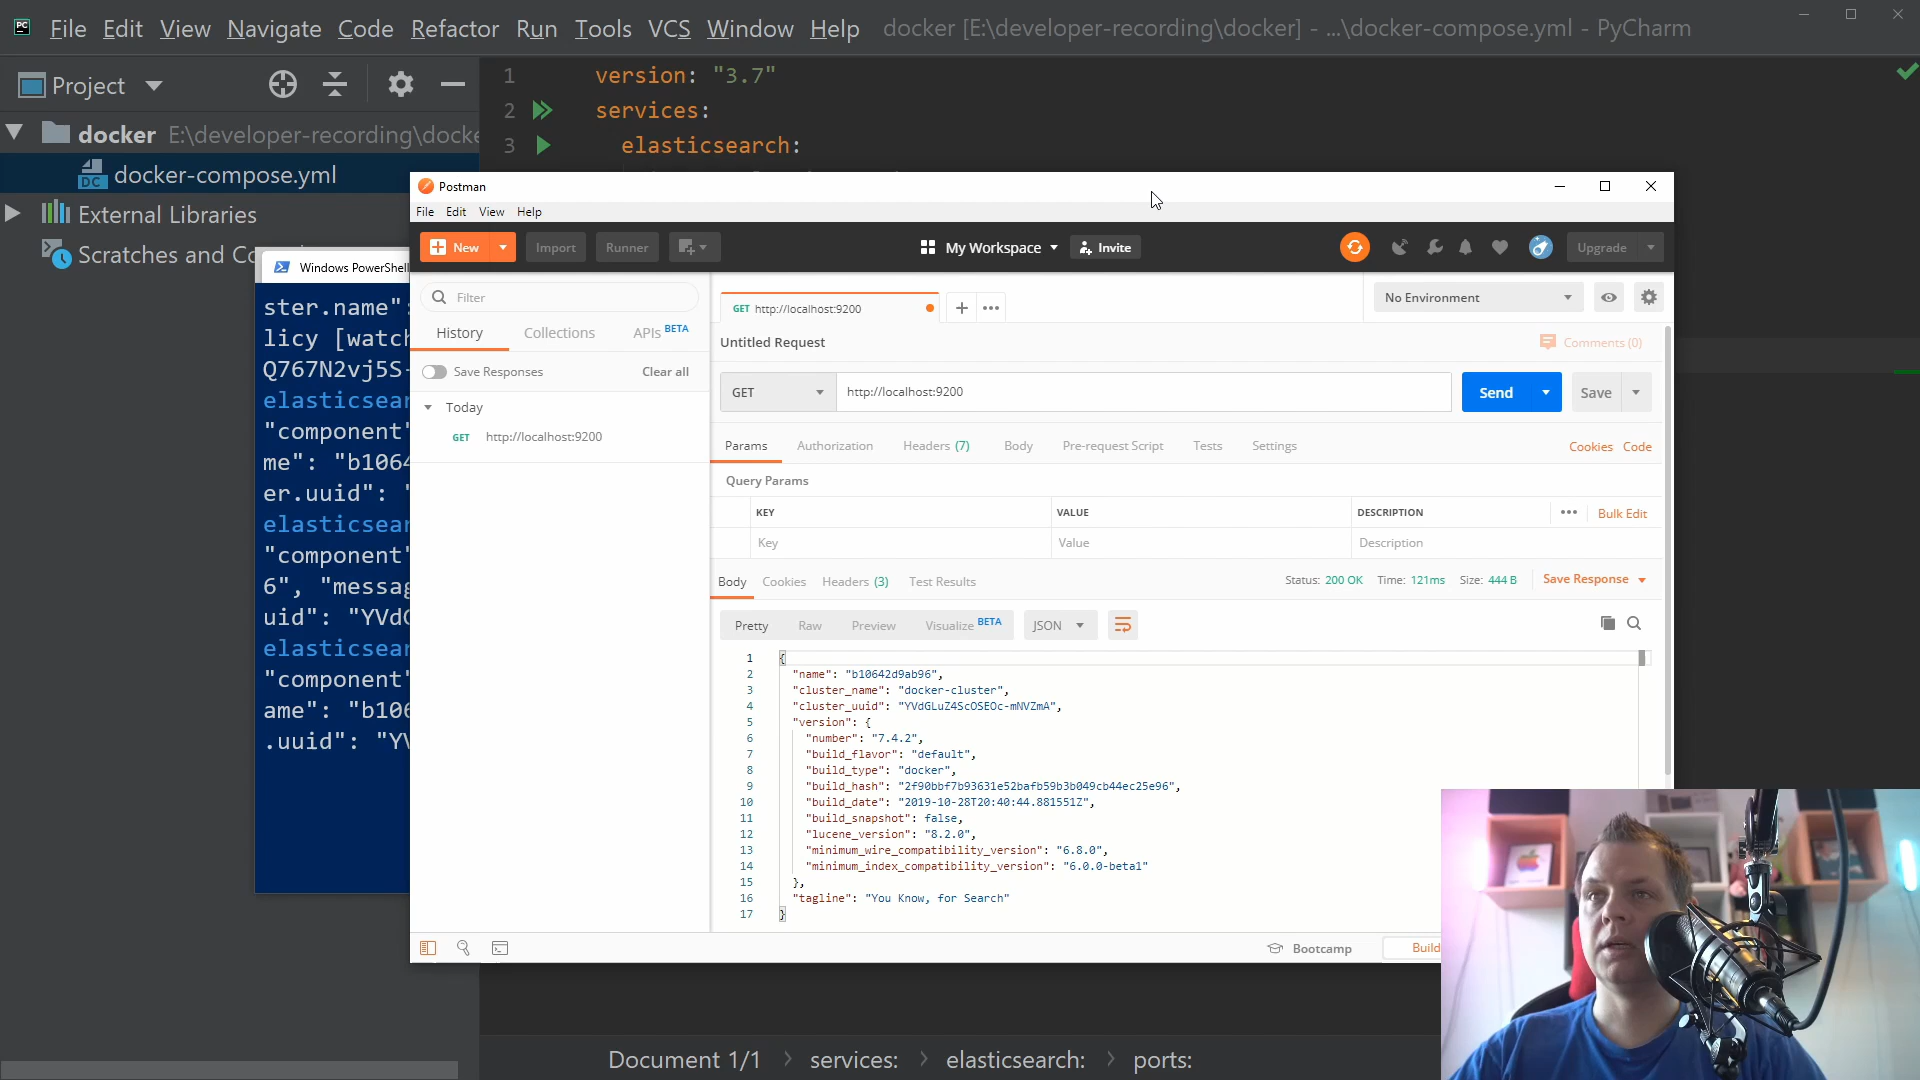 PC File Edit View Navigate Code Refactor Run Tools VCS Window Help docker [E:\developer-recording\docker] - ...\docker-compose.yml - PyCharm
Project
docker E:\developer-recording\docke
docker-compose.yml
External Libraries
Scratches and Co
1 version: "3.7"
2 services:
3 elasticsearch:
Windows PowerShell
ster.name":
licy [watch
Q767N2vj5S-
elasticsear
"component"
me": "b1064
er.uuid": "
elasticsear
"component"
6", "messag
uid": "YVdG
elasticsear
"component"
ame": "b106
.uuid": "YV
Postman
File Edit View Help
New Import Runner My Workspace Invite Upgrade
Filter
History Collections APIs BETA
Save Responses Clear all
Today
GET http://localhost:9200
GET http://localhost:9200
No Environment
Untitled Request Comments (0)
GET http://localhost:9200 Send Save
Params Authorization Headers (7) Body Pre-request Script Tests Settings Cookies Code
Query Params
KEY VALUE DESCRIPTION Bulk Edit
Key Value Description
Body Cookies Headers (3) Test Results Status: 200 OK Time: 121ms Size: 444 B Save Response
Pretty Raw Preview Visualize BETA JSON
1 {
2 "name": "b10642d9ab96",
3 "cluster_name": "docker-cluster",
4 "cluster_uuid": "YVdGLuZ4ScOSEOc-mNVZmA",
5 "version": {
6 "number": "7.4.2",
7 "build_flavor": "default",
8 "build_type": "docker",
9 "build_hash": "2f90bbf7b93631e52bafb59b3b049cb44ec25e96",
10 "build_date": "2019-10-28T20:40:44.881551Z",
11 "build_snapshot": false,
12 "lucene_version": "8.2.0",
13 "minimum_wire_compatibility_version": "6.8.0",
14 "minimum_index_compatibility_version": "6.0.0-beta1"
15 },
16 "tagline": "You Know, for Search"
17 }
Bootcamp Build
Document 1/1 › services: › elasticsearch: › ports: